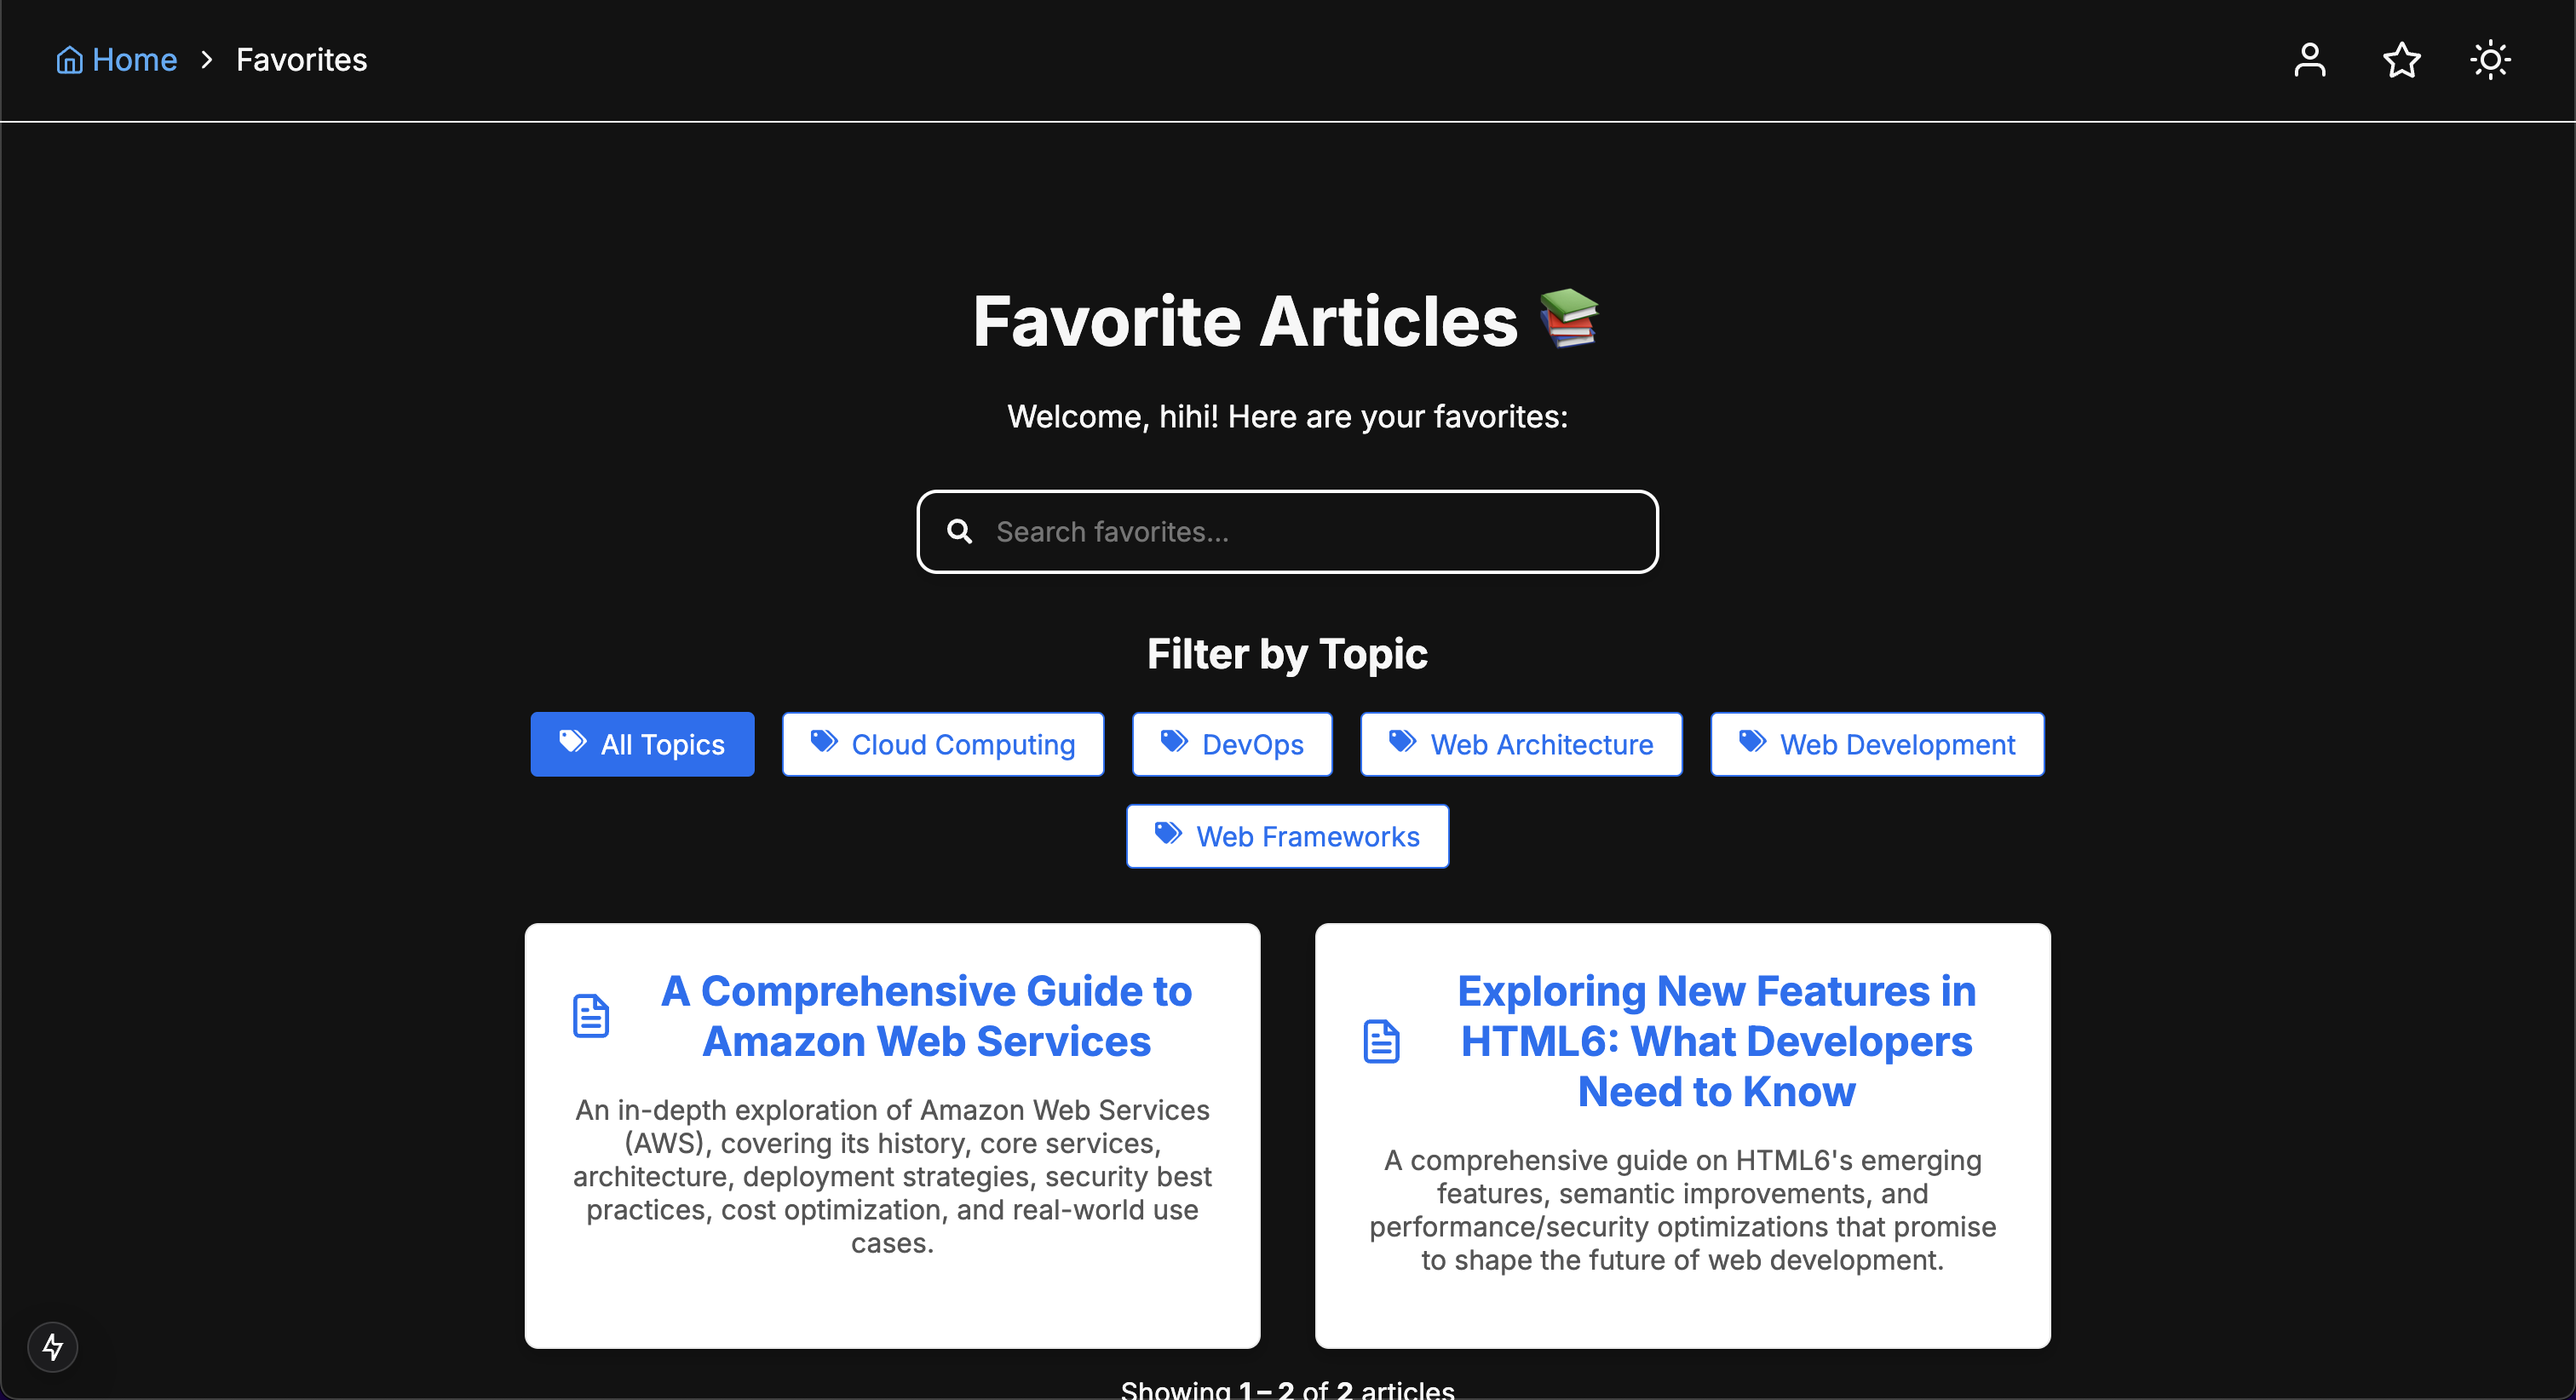 Home > Favorites
Favorite Articles 📚
Welcome, hihi! Here are your favorites:
Search favorites...
Filter by Topic
All Topics
Cloud Computing
DevOps
Web Architecture
Web Development
Web Frameworks
A Comprehensive Guide to
Amazon Web Services
An in-depth exploration of Amazon Web Services
(AWS), covering its history, core services,
architecture, deployment strategies, security best
practices, cost optimization, and real-world use
cases.
Exploring New Features in
HTML6: What Developers
Need to Know
A comprehensive guide on HTML6's emerging
features, semantic improvements, and
performance/security optimizations that promise
to shape the future of web development.
Showing 1–2 of 2 articles